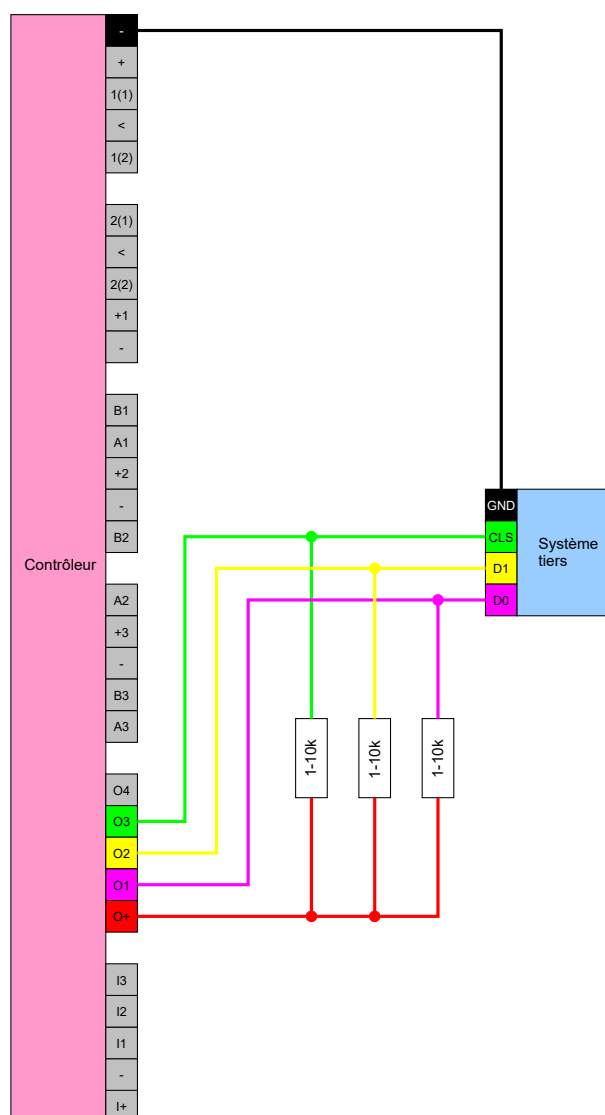 -
+
1(1)
<
1(2)
2(1)
<
2(2)
+1
-
B1
A1
+2
-
B2
Contrôleur
A2
+3
-
B3
A3
O4
O3
O2
O1
O+
I3
I2
I1
-
I+
GND
CLS
D1
D0
Système
tiers
1-10k
1-10k
1-10k